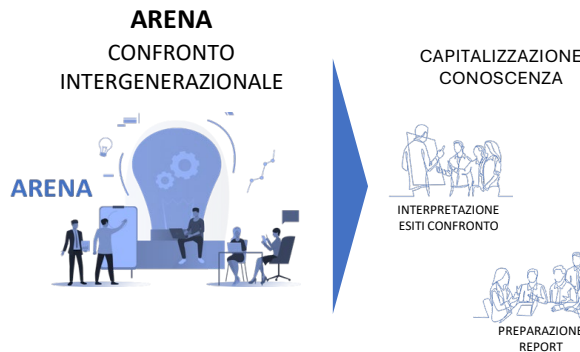 ARENA
CONFRONTO
INTERGENERAZIONALE
ARENA
CAPITALIZZAZIONE
CONOSCENZA
INTERPRETAZIONE
ESITI CONFRONTO
PREPARAZIONE
REPORT